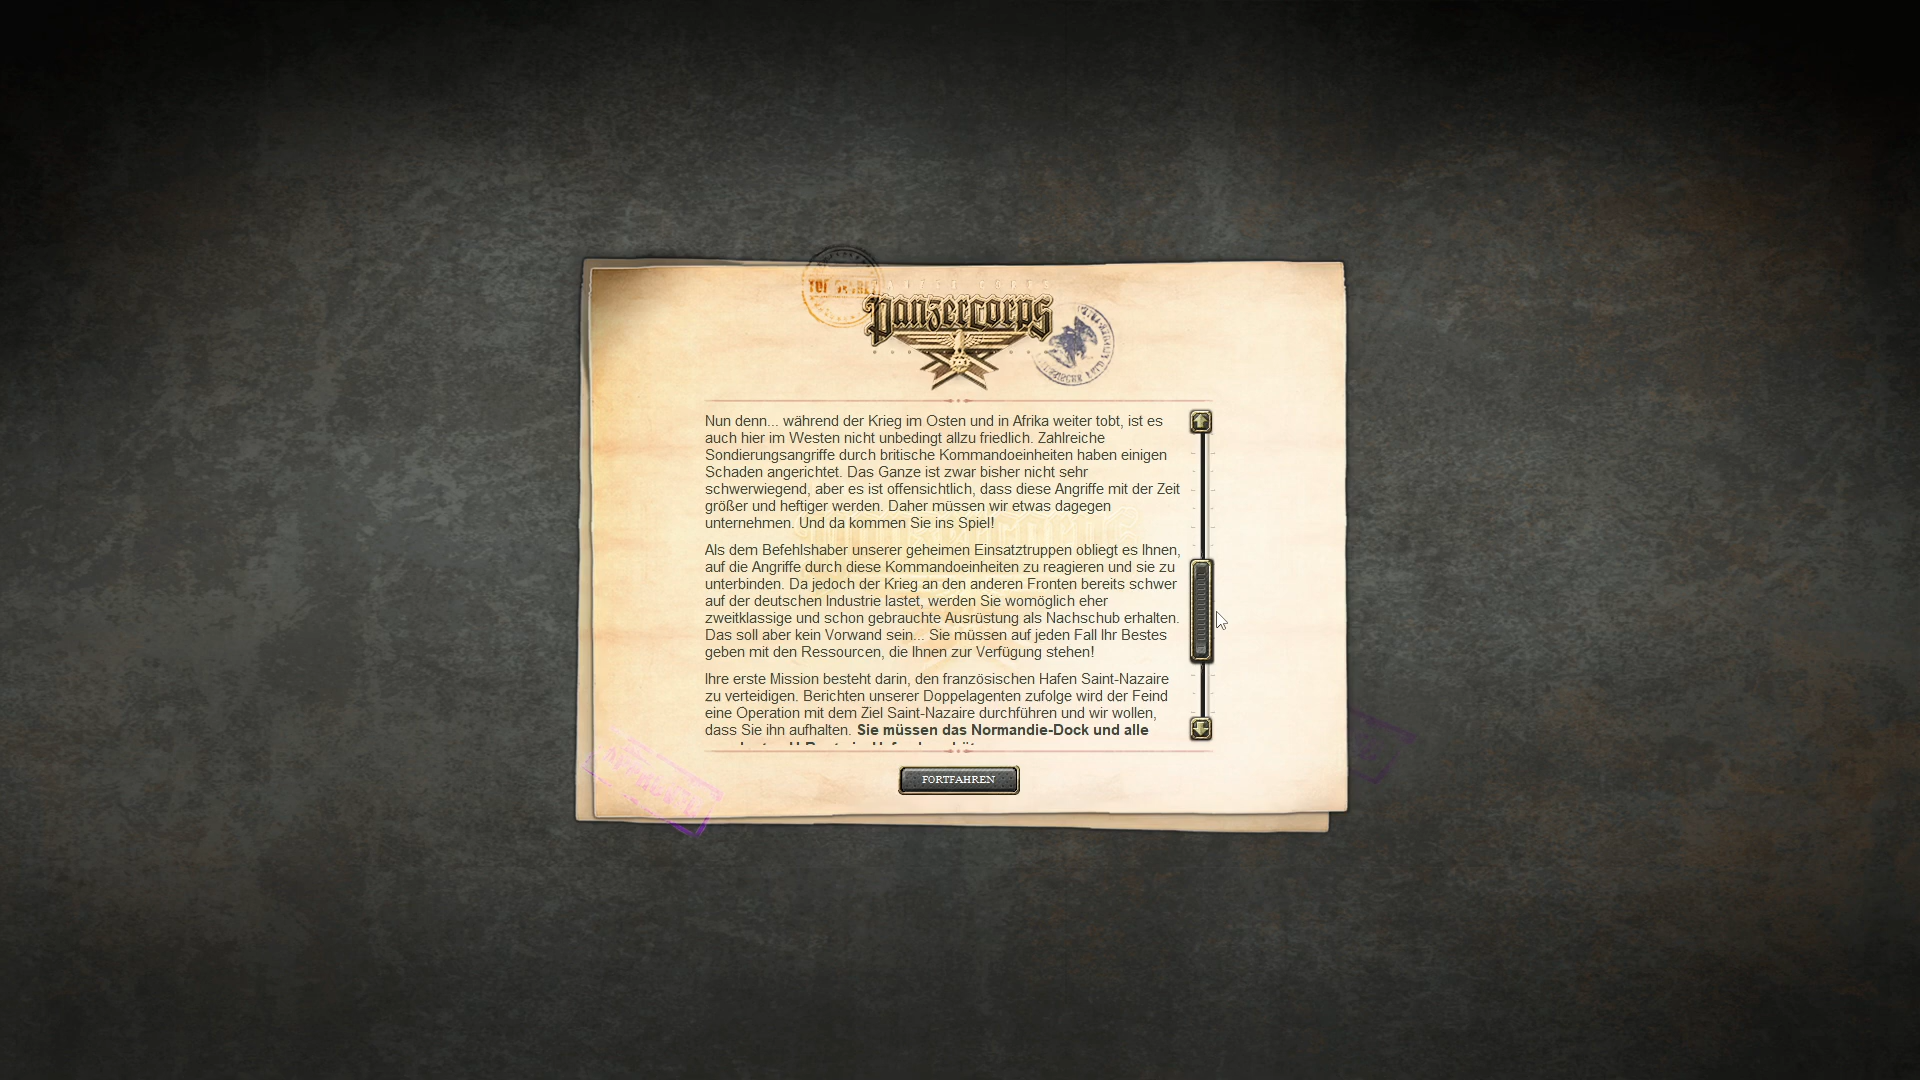 TOP SECRET
Panzercorps
Nun denn... während der Krieg im Osten und in Afrika weiter tobt, ist es
auch hier im Westen nicht unbedingt allzu friedlich. Zahlreiche
Sondierungsangriffe durch britische Kommandoeinheiten haben einigen
Schaden angerichtet. Das Ganze ist zwar bisher nicht sehr
schwerwiegend, aber es ist offensichtlich, dass diese Angriffe mit der Zeit
größer und heftiger werden. Daher müssen wir etwas dagegen
unternehmen. Und da kommen Sie ins Spiel!
Als dem Befehlshaber unserer geheimen Einsatztruppen obliegt es Ihnen,
auf die Angriffe durch diese Kommandoeinheiten zu reagieren und sie zu
unterbinden. Da jedoch der Krieg an den anderen Fronten bereits schwer
auf der deutschen Industrie lastet, werden Sie womöglich eher
zweitklassige und schon gebrauchte Ausrüstung als Nachschub erhalten.
Das soll aber kein Vorwand sein... Sie müssen auf jeden Fall Ihr Bestes
geben mit den Ressourcen, die Ihnen zur Verfügung stehen!
Ihre erste Mission besteht darin, den französischen Hafen Saint-Nazaire
zu verteidigen. Berichten unserer Doppelagenten zufolge wird der Feind
eine Operation mit dem Ziel Saint-Nazaire durchführen und wir wollen,
dass Sie ihn aufhalten. Sie müssen das Normandie-Dock und alle
FORTFAHREN